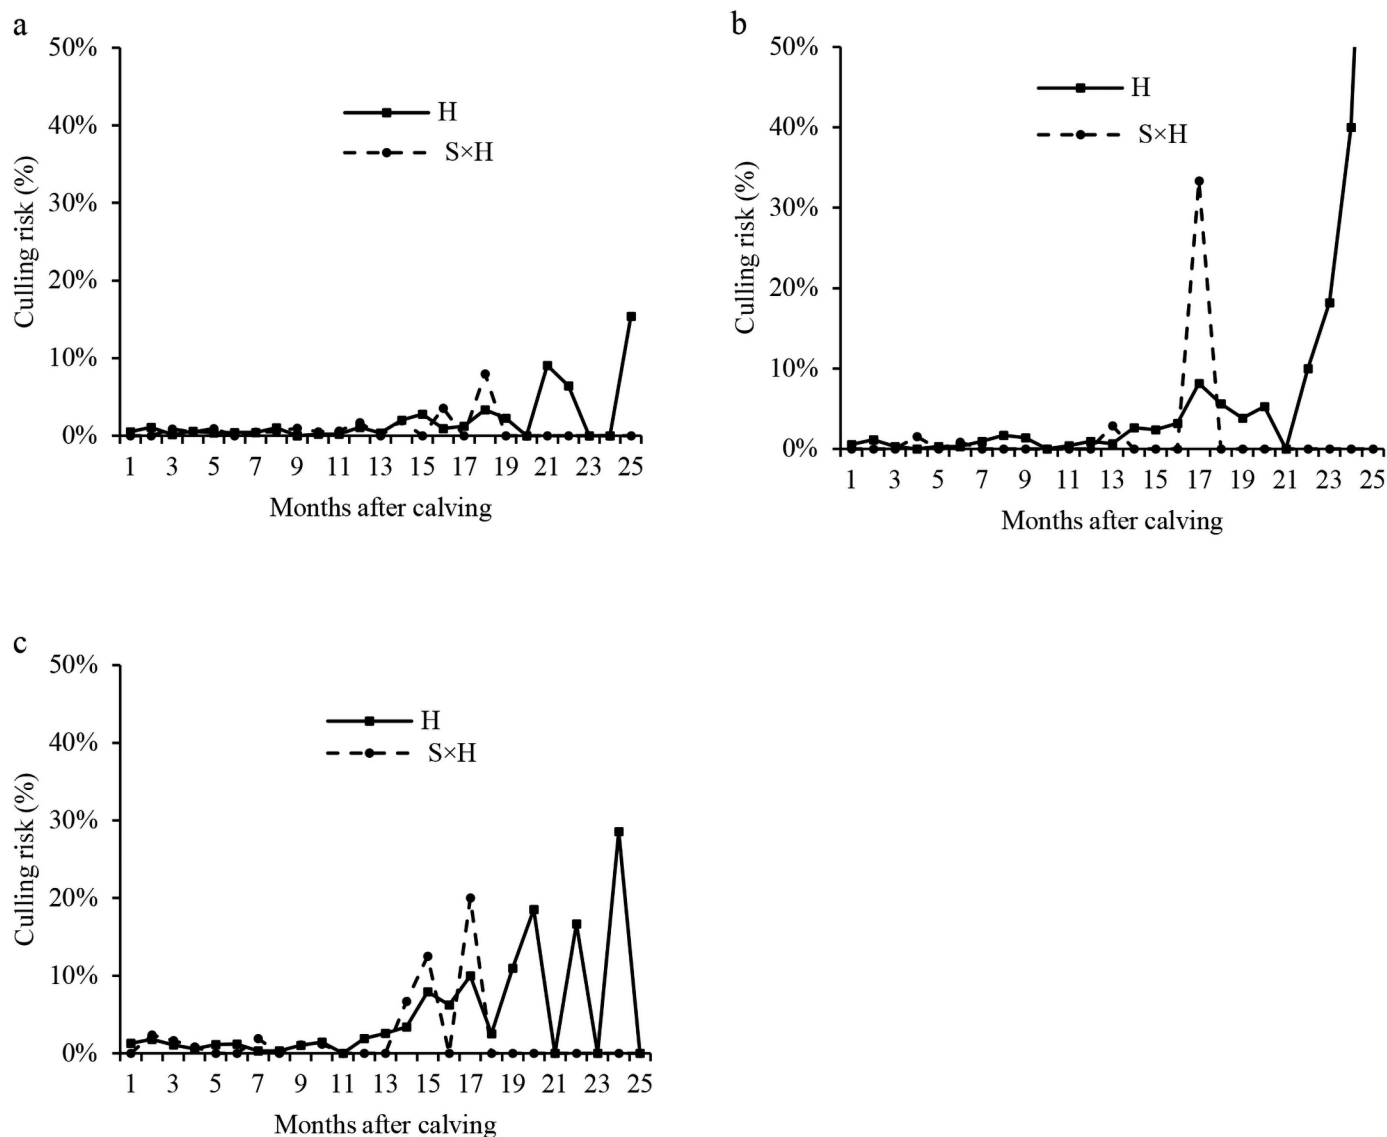 a
50%
40%
30%
20%
10%
0%
Culling risk (%)
H
S×H
1 3 5 7 9 11 13 15 17 19 21 23 25
Months after calving
b
50%
40%
30%
20%
10%
0%
Culling risk (%)
H
S×H
1 3 5 7 9 11 13 15 17 19 21 23 25
Months after calving
c
50%
40%
30%
20%
10%
0%
Culling risk (%)
H
S×H
1 3 5 7 9 11 13 15 17 19 21 23 25
Months after calving